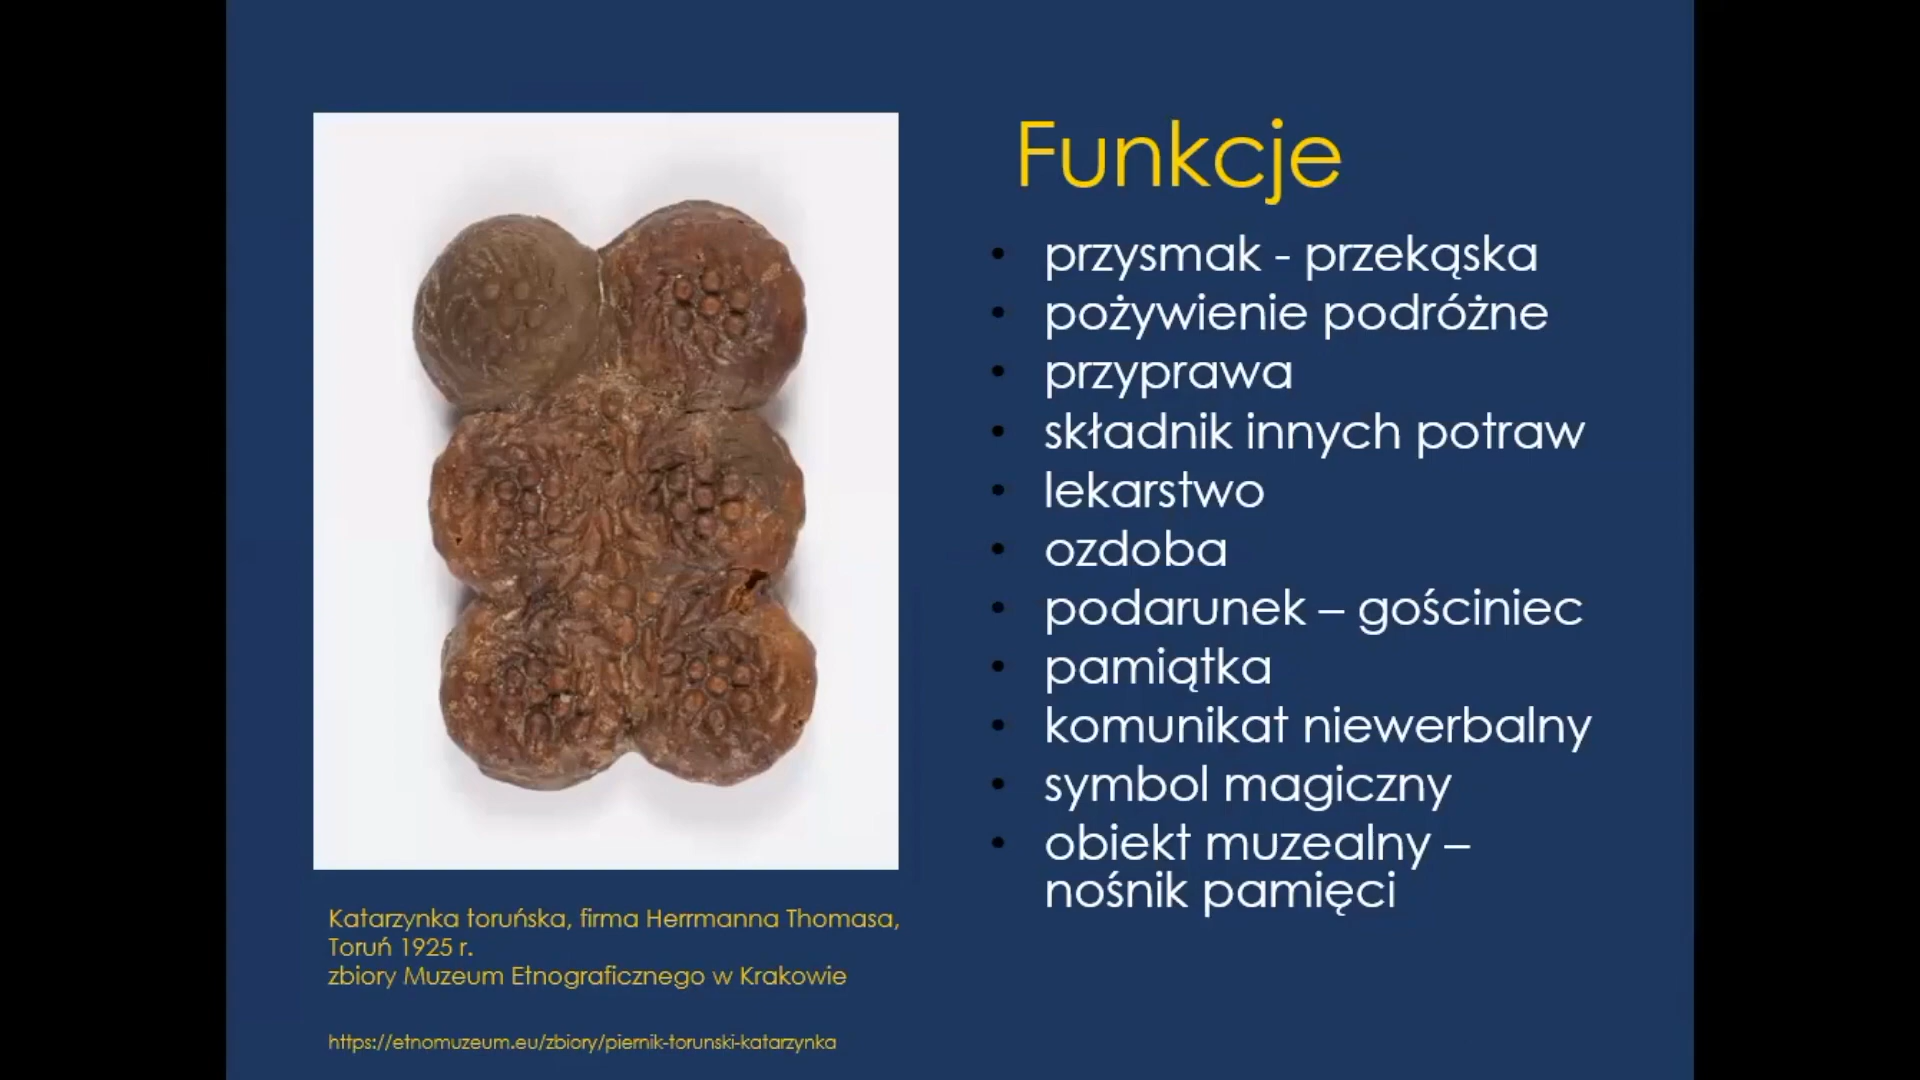 Funkcje
• przysmak - przekąska
• pożywienie podróżne
• przyprawa
• składnik innych potraw
• lekarstwo
• ozdoba
• podarunek – gościniec
• pamiątka
• komunikat niewerbalny
• symbol magiczny
• obiekt muzealny –
nośnik pamięci
Katarzynka toruńska, firma Herrmanna Thomasa,
Toruń 1925 r.
zbiory Muzeum Etnograficznego w Krakowie
https://etnomuzeum.eu/zbiory/piernik-torunski-katarzynka